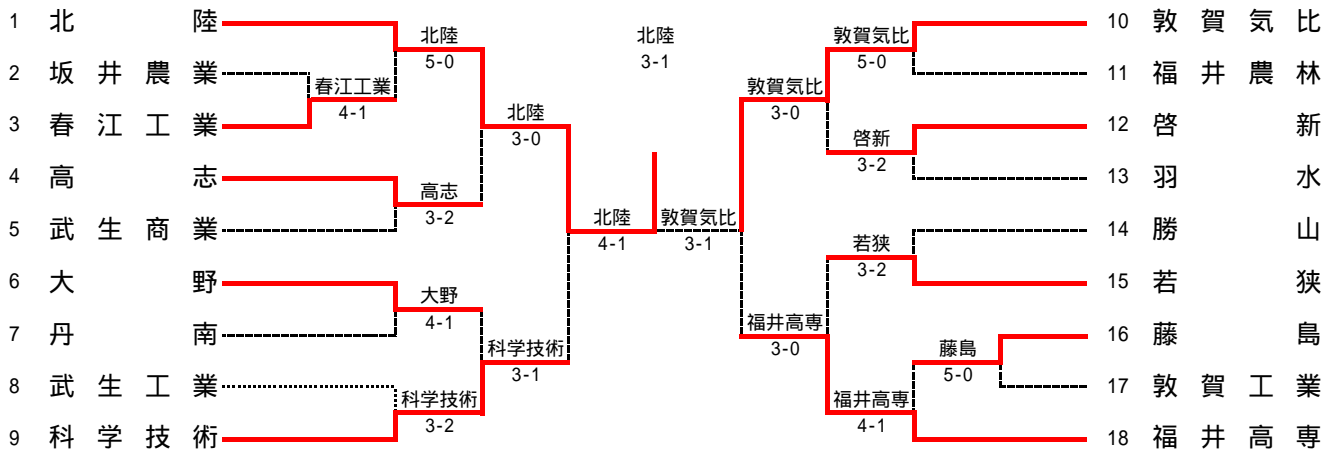 1 北陸
2 坂井農業
3 春江工業
4 高志
5 武生商業
6 大野
7 丹南
8 武生工業
9 科学技術
春江工業
4-1
北陸
5-0
高志
3-2
大野
4-1
科学技術
3-2
北陸
3-0
科学技術
3-1
北陸
4-1
北陸
3-1
敦賀気比
3-1
敦賀気比
3-0
福井高専
3-0
敦賀気比
5-0
啓新
3-2
若狭
3-2
福井高専
4-1
藤島
5-0
10 敦賀気比
11 福井農林
12 啓新
13 羽水
14 勝山
15 若狭
16 藤島
17 敦賀工業
18 福井高専